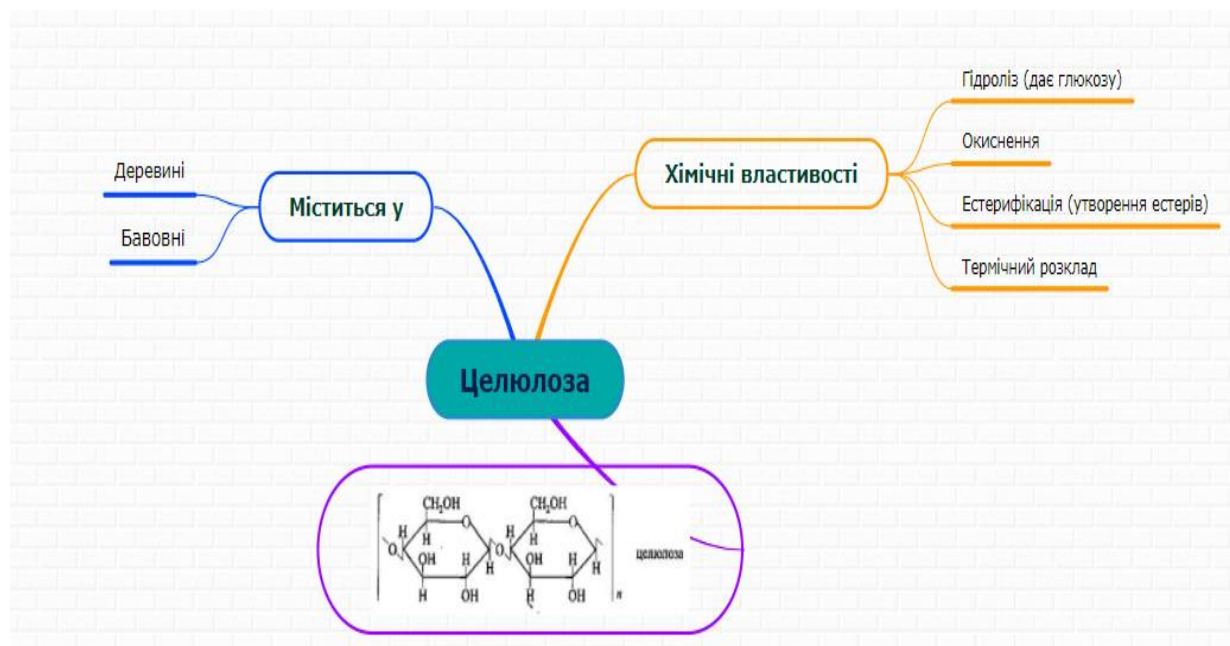 Гідроліз (дає глюкозу)
Окиснення
Хімічні властивості
Естерифікація (утворення естерів)
Термічний розклад
Деревині
Міститься у
Бавовні
Целюлоза
CH₂OH CH₂OH
O O
H H H H
O H O H
OH H H OH H H
H OH H OH n
целюлоза